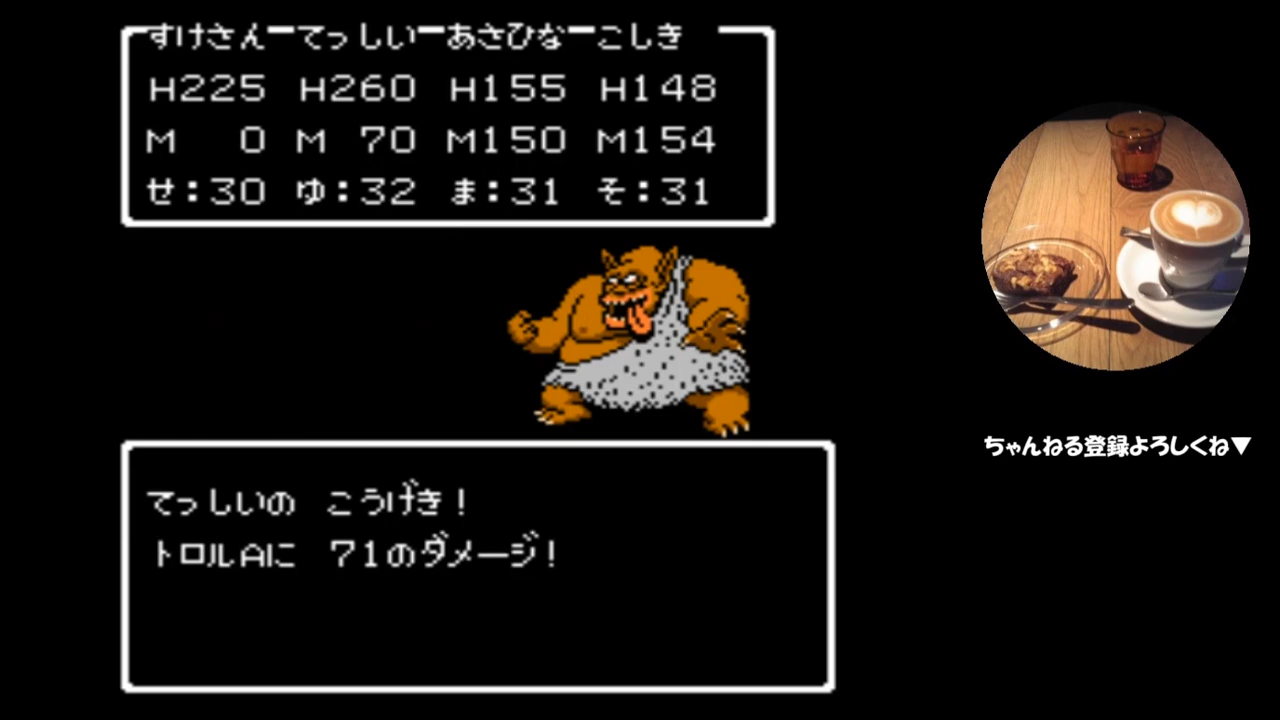 すけさん てっしい あさひな こしき
H225 H260 H155 H148
M 0 M 70 M150 M154
せ:30 ゆ:32 ま:31 そ:31
てっしいの こうげき!
トロルAに 71のダメージ!
ちゃんねる登録よろしくね▼